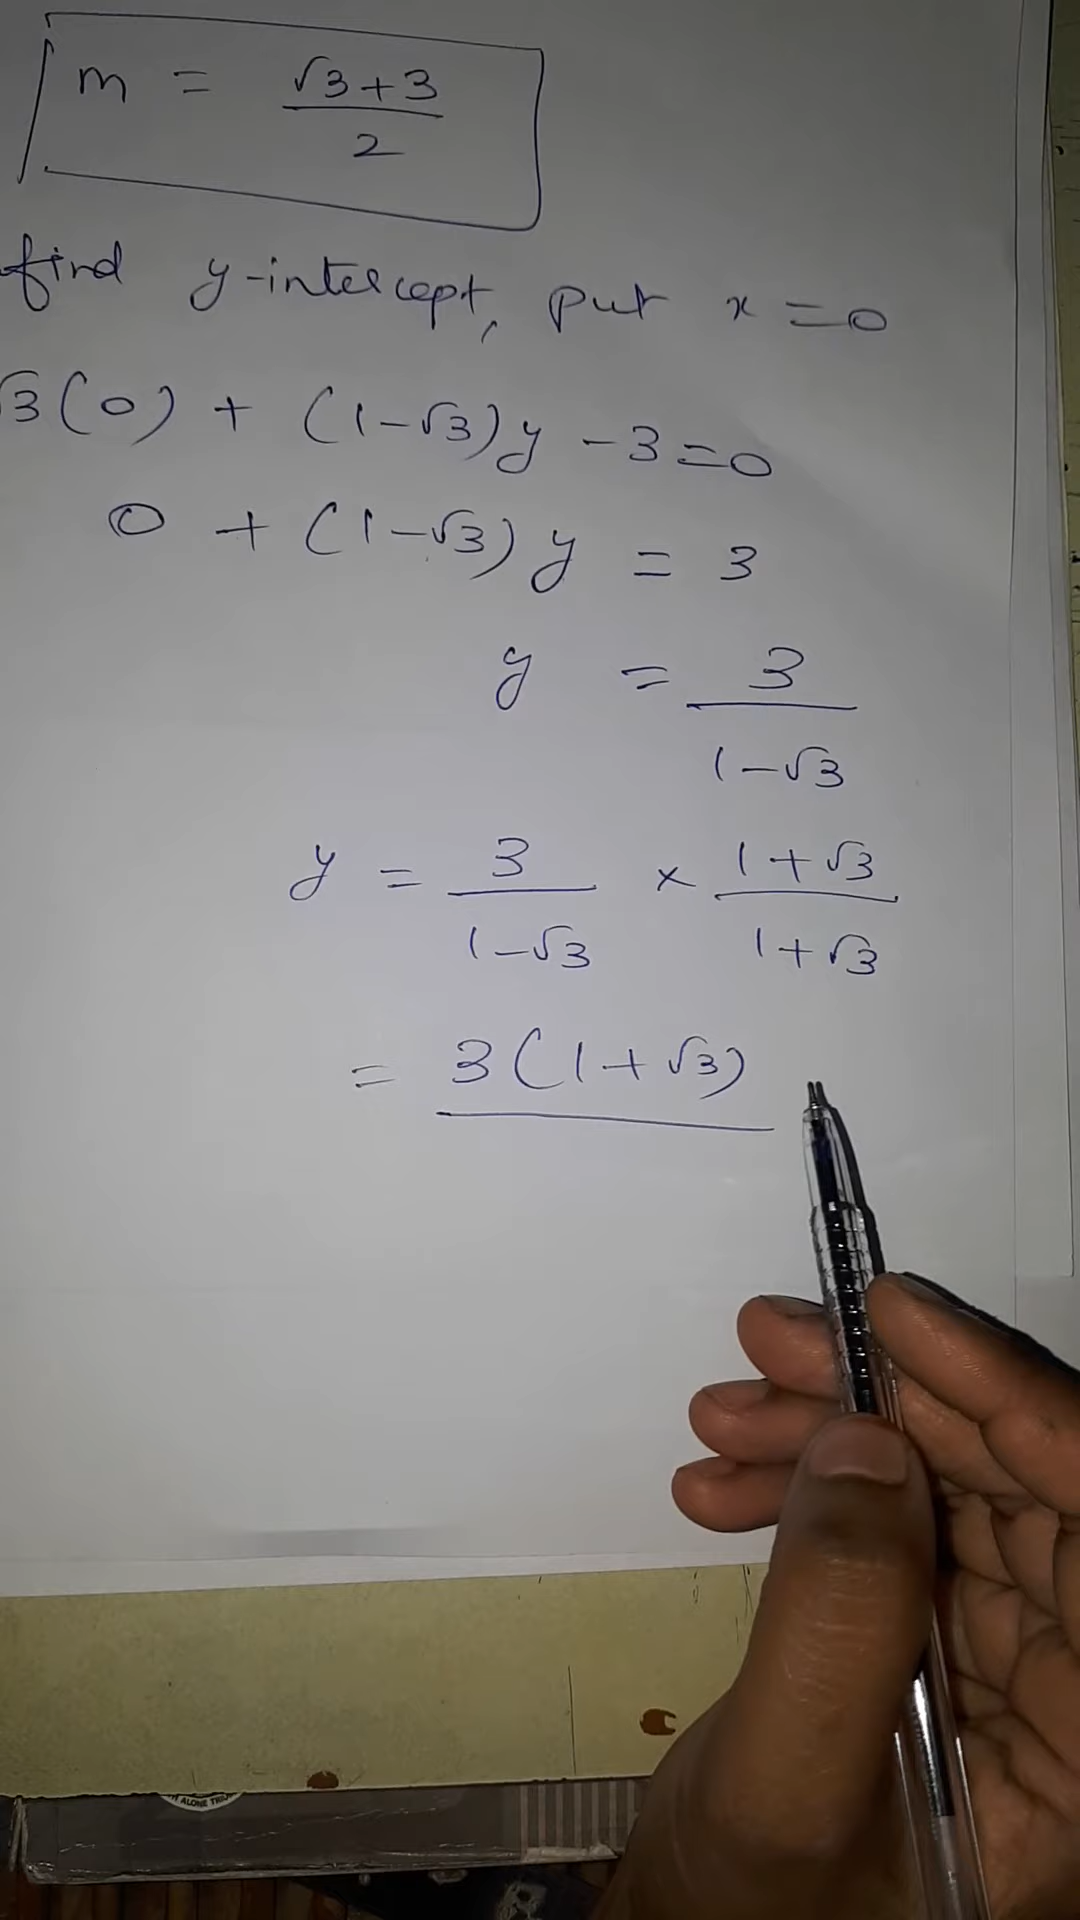 m = √3+3 / 2
find y-intercept, put x=0
√3(0) + (1-√3)y -3=0
0 + (1-√3)y = 3
y = 3 / 1-√3
y = 3 / 1-√3 × 1+√3 / 1+√3
= 3(1+√3)
ALONE